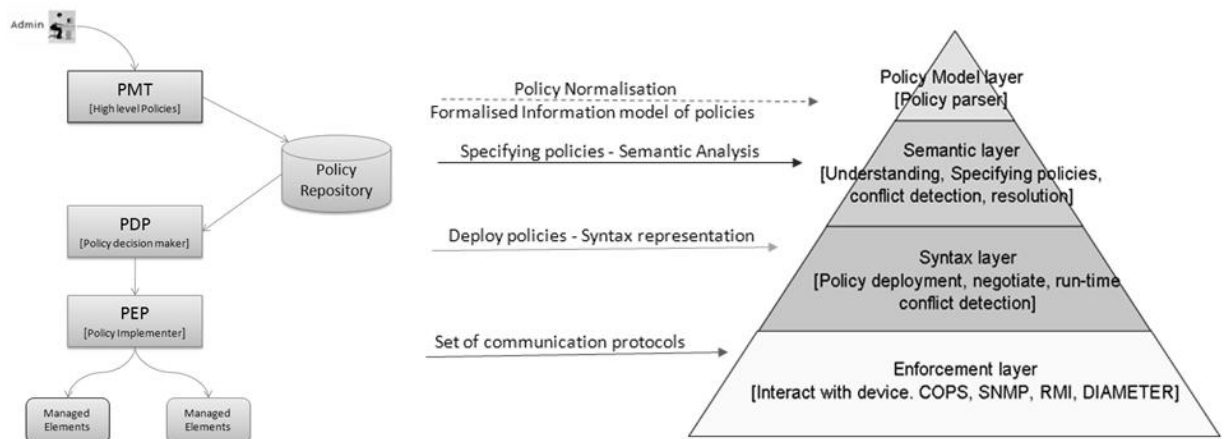 Admin
PMT
[High level Policies]
Policy
Repository
PDP
[Policy decision maker]
PEP
[Policy Implementer]
Managed
Elements
Managed
Elements
Policy Normalisation
Formalised Information model of policies
Specifying policies - Semantic Analysis
Deploy policies - Syntax representation
Set of communication protocols
Policy Model layer
[Policy parser]
Semantic layer
[Understanding, Specifying policies,
conflict detection, resolution]
Syntax layer
[Policy deployment, negotiate, run-time
conflict detection]
Enforcement layer
[Interact with device. COPS, SNMP, RMI, DIAMETER]